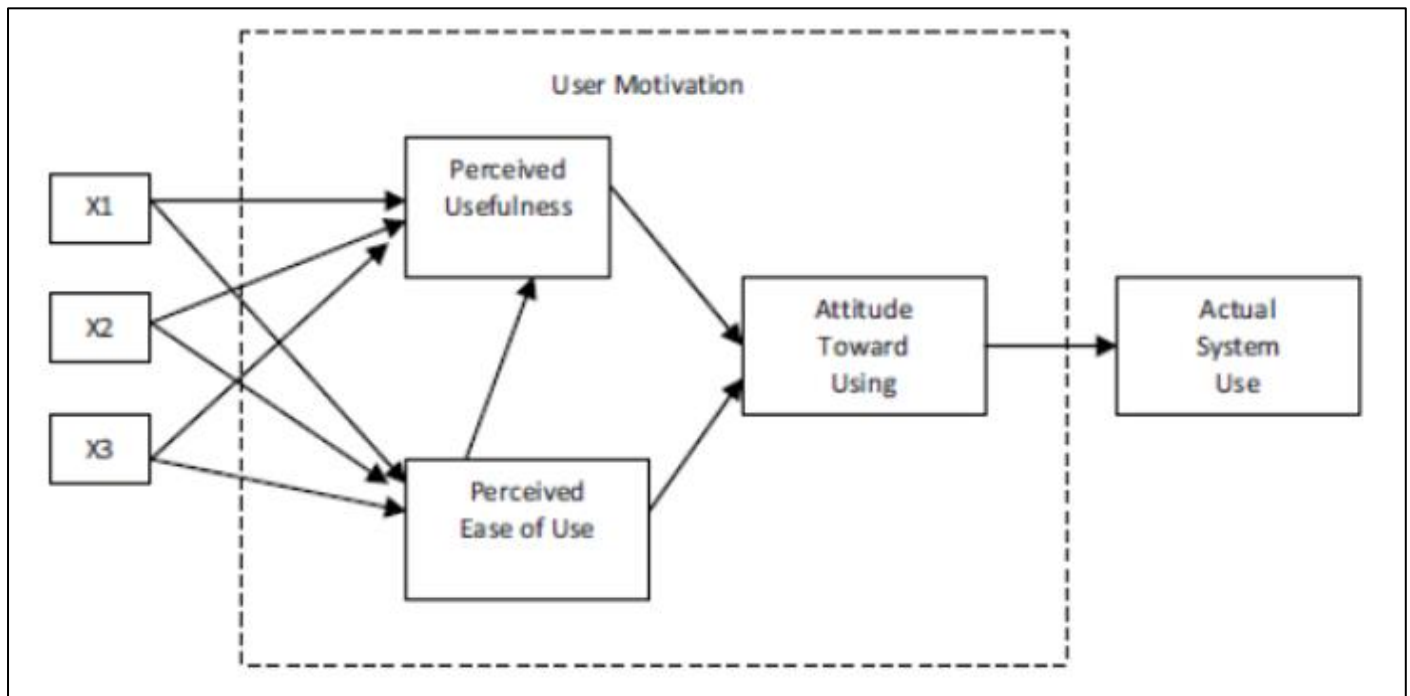 User Motivation
X1
X2
X3
Perceived
Usefulness
Perceived
Ease of Use
Attitude
Toward
Using
Actual
System
Use